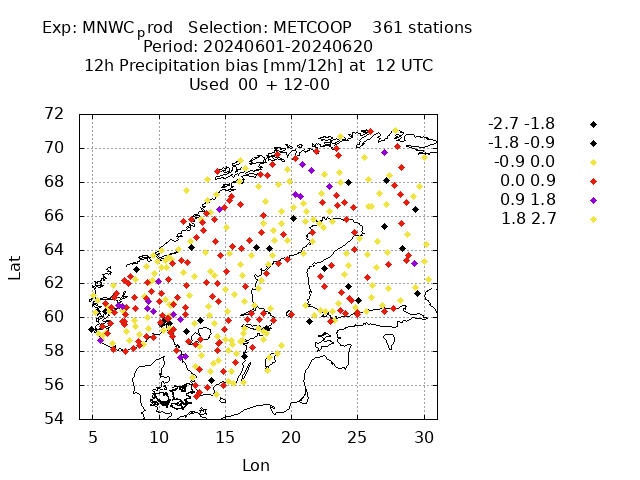 Exp: MNWCprod   Selection: METCOOP    361 stations
Period: 20240601-20240620
12h Precipitation bias [mm/12h] at  12 UTC
Used  00 + 12-00
-2.7 -1.8
-1.8 -0.9
-0.9 0.0
0.0 0.9
0.9 1.8
1.8 2.7
72
70
68
66
64
62
60
58
56
54
Lat
5 10 15 20 25 30
Lon